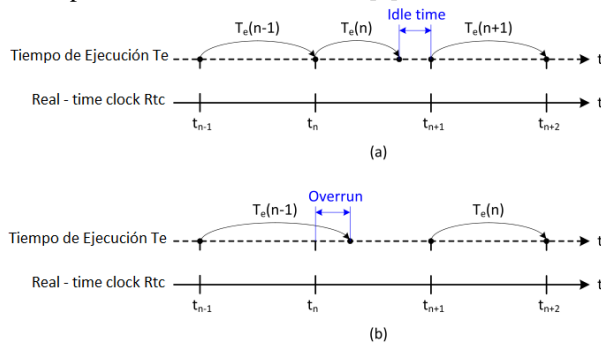 Idle time
Te(n-1) Te(n) Te(n+1)
Tiempo de Ejecución Te t
Real - time clock Rtc t
tn-1 tn tn+1 tn+2
(a)
Overrun
Te(n-1) Te(n)
Tiempo de Ejecución Te t
Real - time clock Rtc t
tn-1 tn tn+1 tn+2
(b)